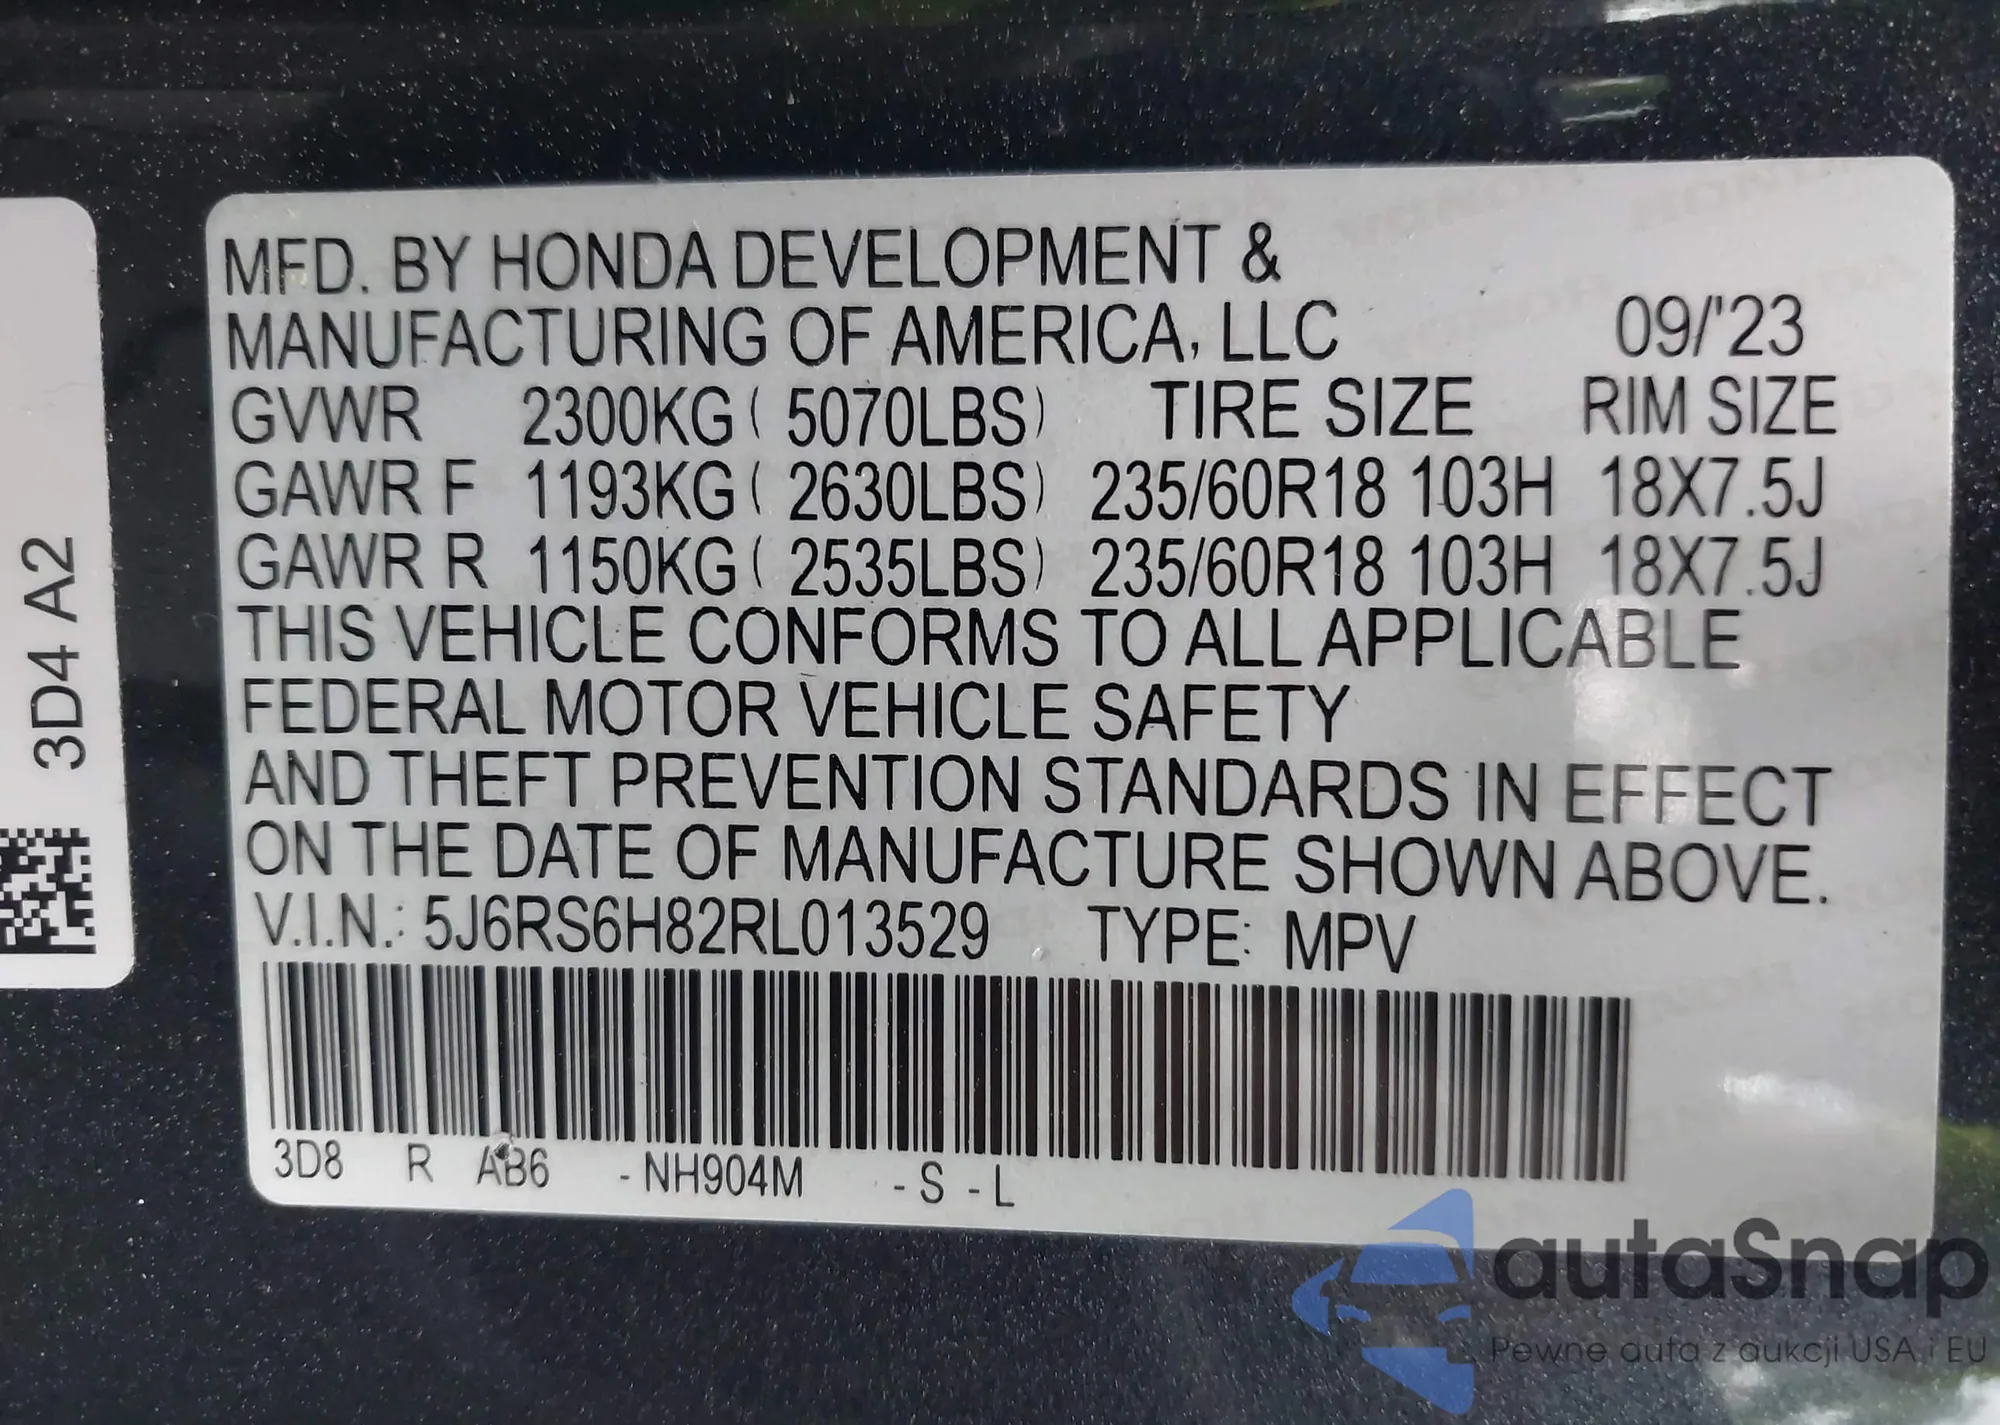 MFD. BY HONDA DEVELOPMENT &
MANUFACTURING OF AMERICA, LLC 09/'23
GVWR 2300KG ( 5070LBS) TIRE SIZE RIM SIZE
GAWR F 1193KG ( 2630LBS) 235/60R18 103H 18X7.5J
GAWR R 1150KG ( 2535LBS) 235/60R18 103H 18X7.5J
THIS VEHICLE CONFORMS TO ALL APPLICABLE
FEDERAL MOTOR VEHICLE SAFETY
AND THEFT PREVENTION STANDARDS IN EFFECT
ON THE DATE OF MANUFACTURE SHOWN ABOVE.
V.I.N.: 5J6RS6H82RL013529 TYPE: MPV
3D8 R AB6 -NH904M -S -L
3D4 A2
autaSnap
Pewne auta z aukcji USA i EU